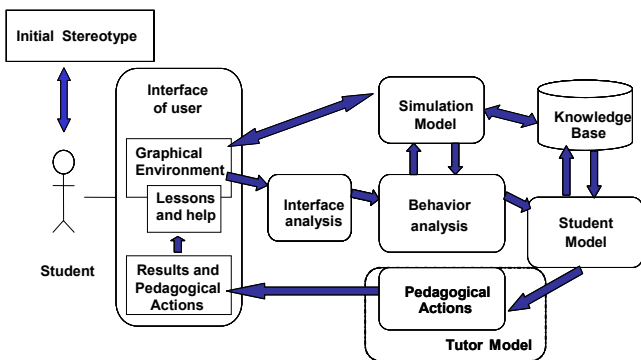 Initial Stereotype
Interface
of user
Graphical
Environment
Lessons
and help
Results and
Pedagogical
Actions
Student
Interface
analysis
Simulation
Model
Behavior
analysis
Knowledge
Base
Student
Model
Pedagogical
Actions
Tutor Model